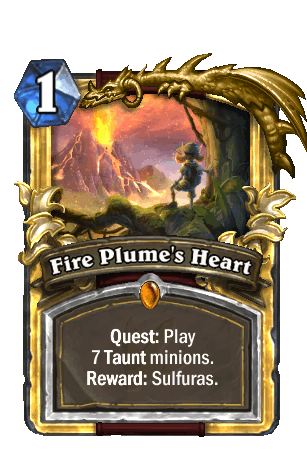 1
Fire Plume's Heart
Quest: Play
7 Taunt minions.
Reward: Sulfuras.